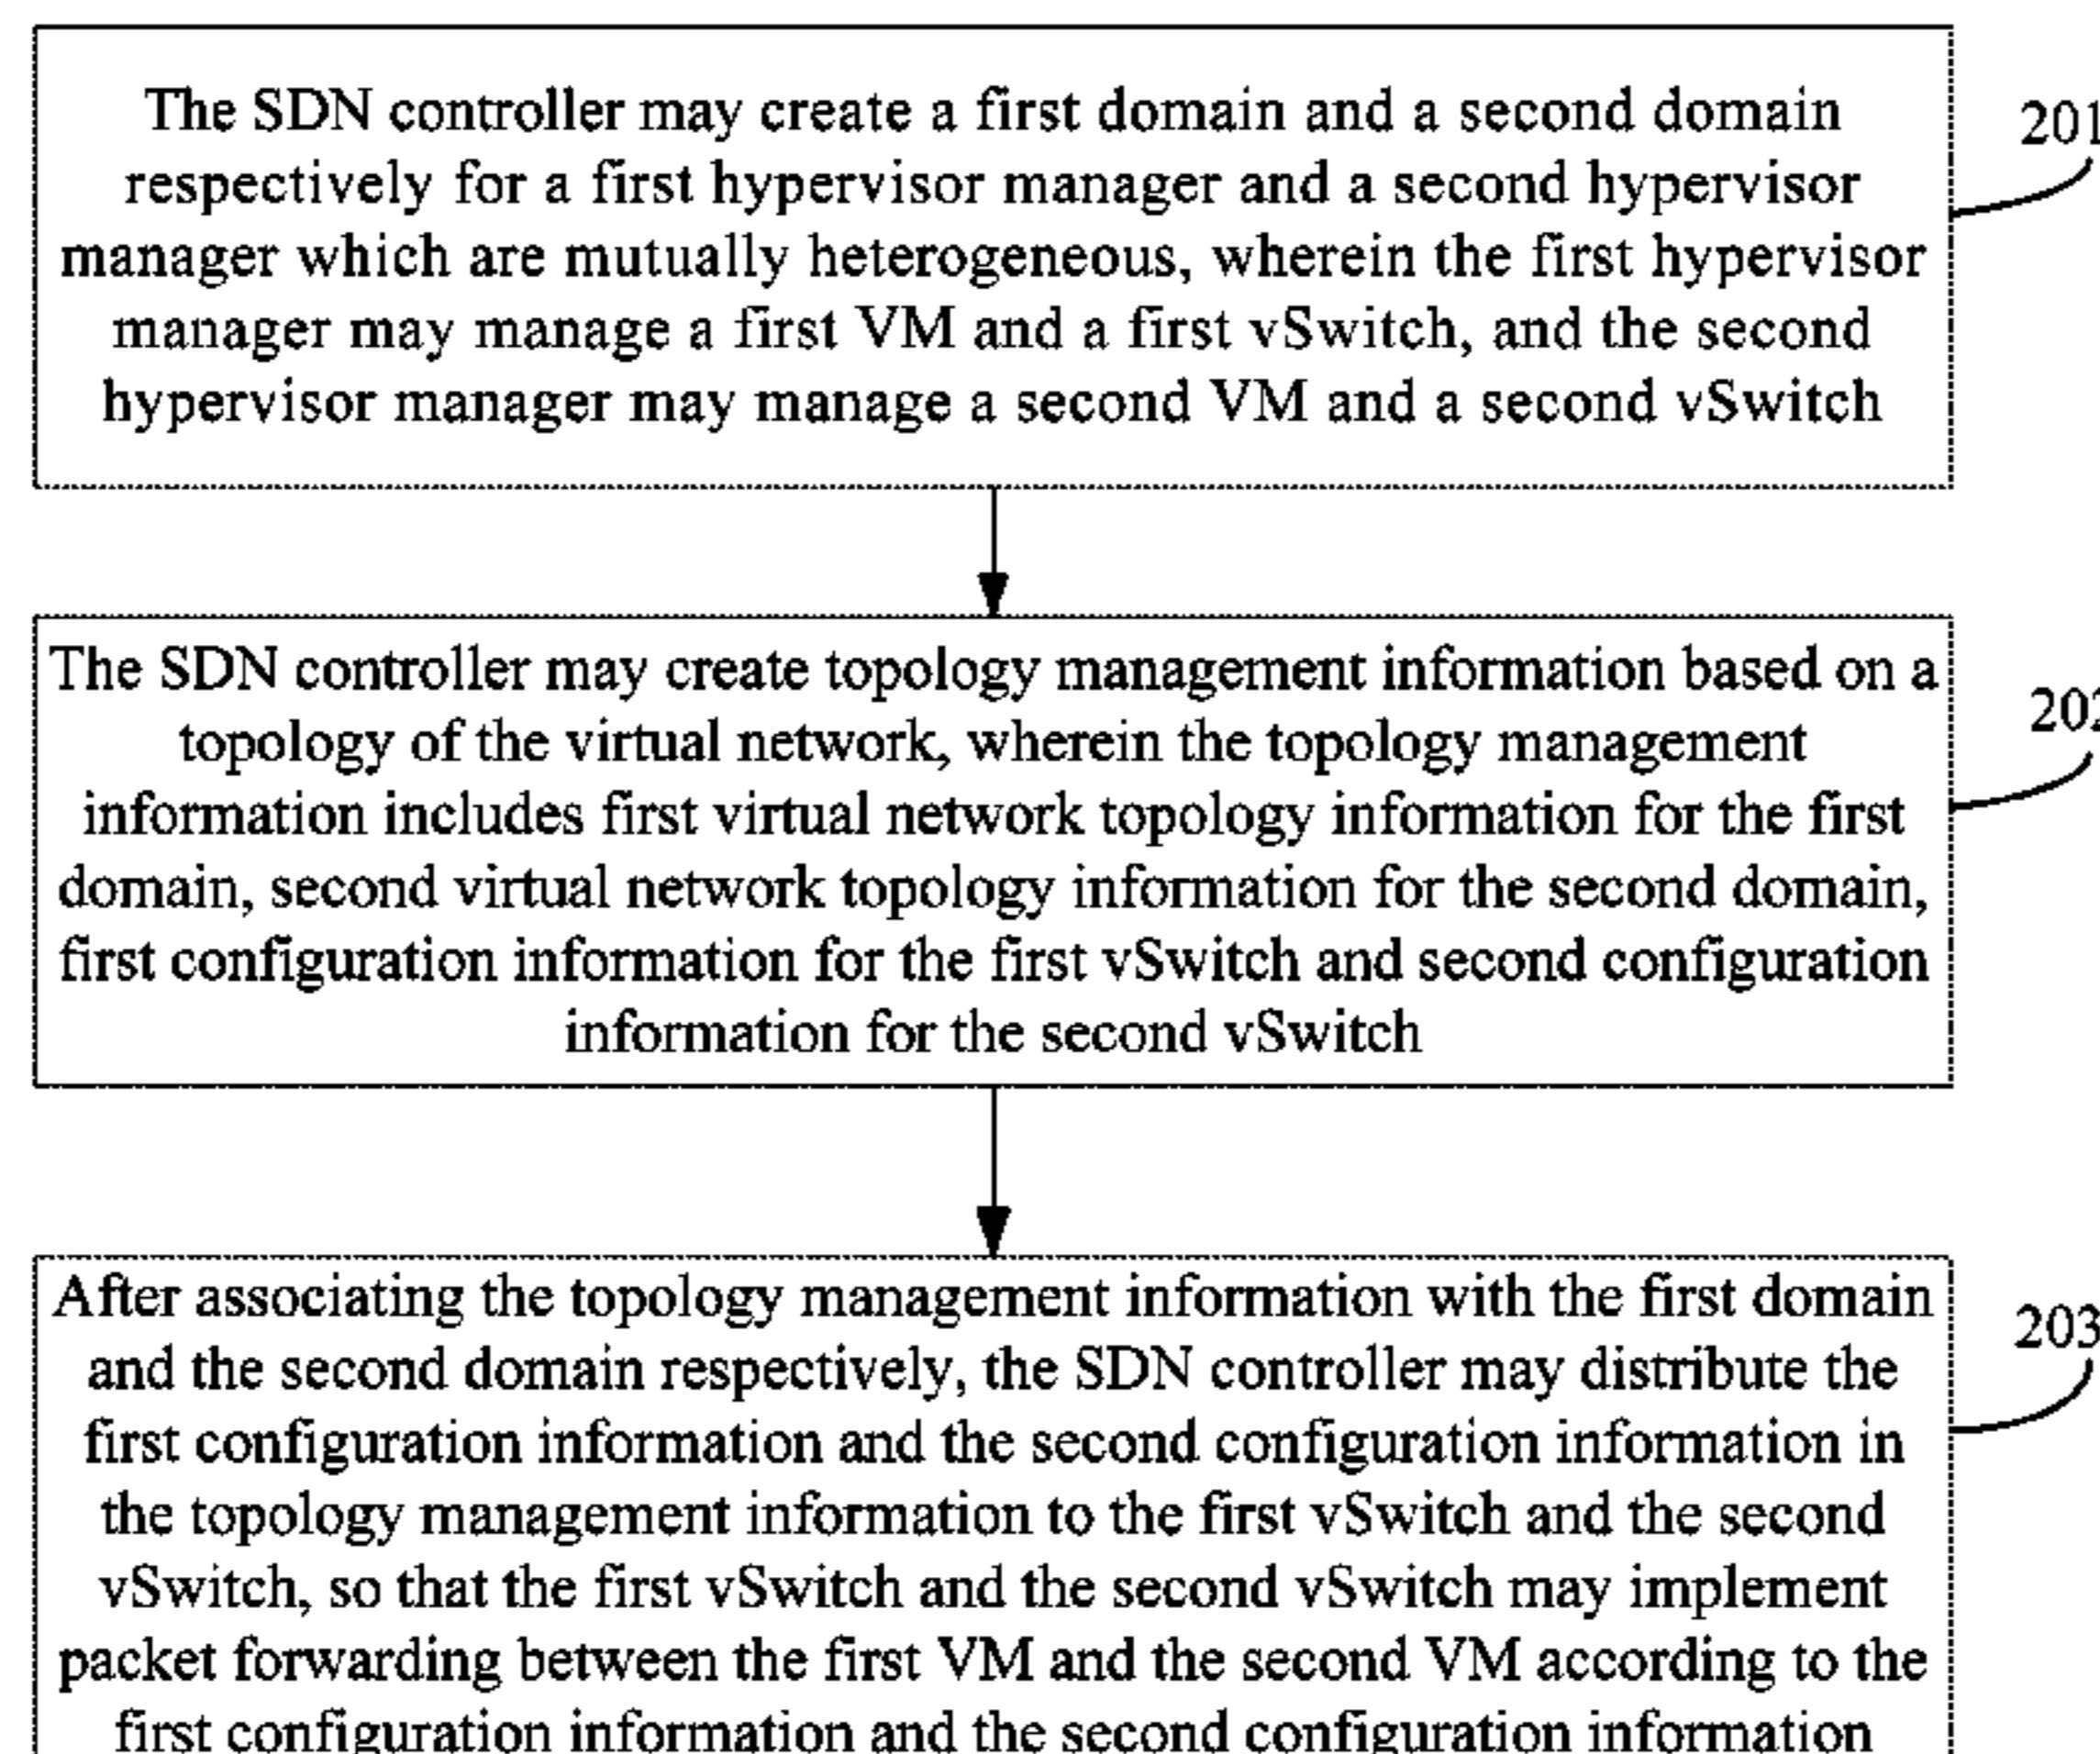 The SDN controller may create a first domain and a second domain
respectively for a first hypervisor manager and a second hypervisor
manager which are mutually heterogeneous, wherein the first hypervisor
manager may manage a first VM and a first vSwitch, and the second
hypervisor manager may manage a second VM and a second vSwitch
201
The SDN controller may create topology management information based on a
topology of the virtual network, wherein the topology management
information includes first virtual network topology information for the first
domain, second virtual network topology information for the second domain,
first configuration information for the first vSwitch and second configuration
information for the second vSwitch
202
After associating the topology management information with the first domain
and the second domain respectively, the SDN controller may distribute the
first configuration information and the second configuration information in
the topology management information to the first vSwitch and the second
vSwitch, so that the first vSwitch and the second vSwitch may implement
packet forwarding between the first VM and the second VM according to the
first configuration information and the second configuration information
203